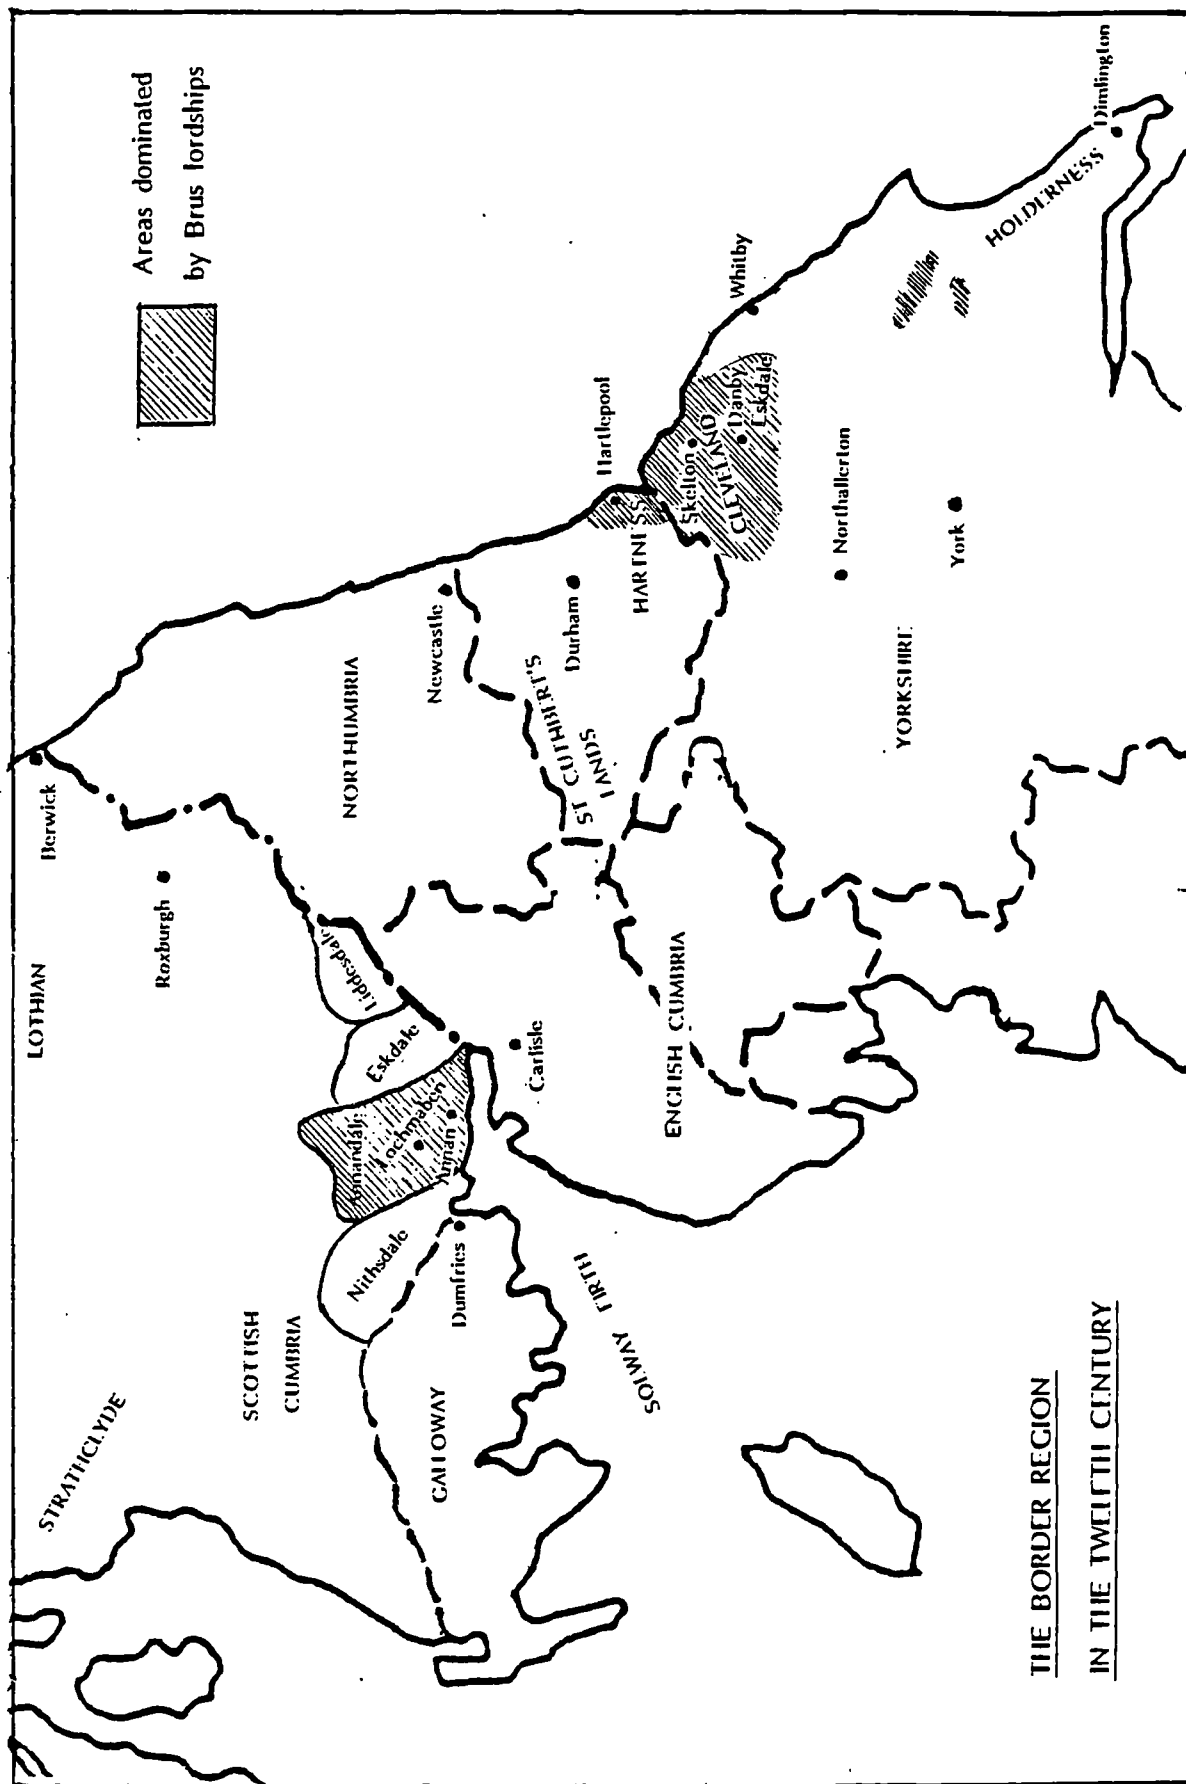 Areas dominated
by Brus lordships
STRATHCLYDE
LOTHIAN
Berwick
Roxburgh
SCOTTISH
CUMBRIA
Nithsdale
Annandale
Lochmaben
Annan
Eskdale
Liddesdale
NORTHUMBRIA
GALLOWAY
Dumfries
Carlisle
Newcastle
ST CUTHBERT'S
LANDS
Durham
HARTNESS
Hartlepool
SOLWAY FIRTH
ENGLISH CUMBRIA
Skelton
CLEVELAND
Danby
Eskdale
Whitby
Northallerton
YORKSHIRE
York
HOLDERNESS
Dimlington
THE BORDER REGION
IN THE TWELFTH CENTURY